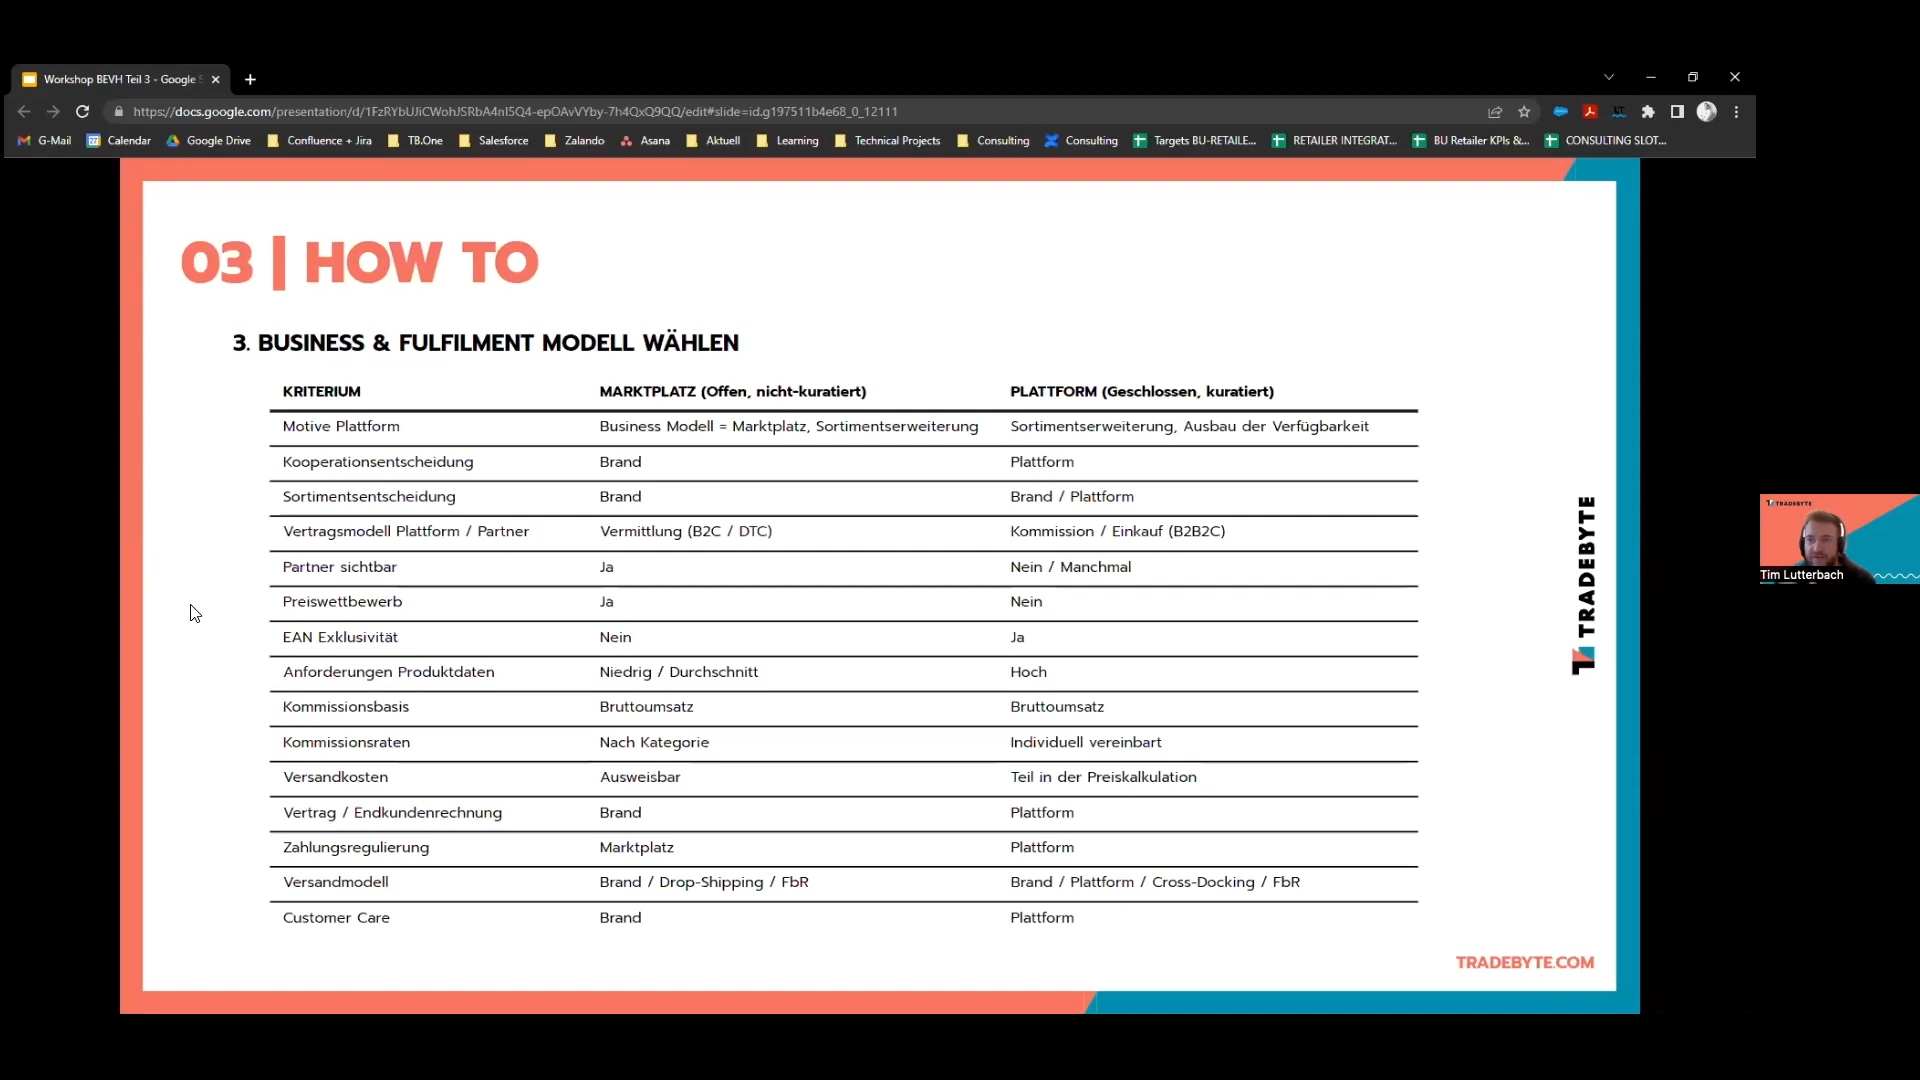 Workshop BEVH Teil 3 - Google S
https://docs.google.com/presentation/d/1FzRYbUJiCWohJSRbA4nI5Q4-epOAvVYby-7h4QxQ9QQ/edit#slide=id.g197511b4e68_0_12111
G-Mail Calendar Google Drive Confluence + Jira TB.One Salesforce Zalando Asana Aktuell Learning Technical Projects Consulting Consulting Targets BU-RETAILE... RETAILER INTEGRAT... BU Retailer KPIs &... CONSULTING SLOT...
03 | HOW TO
3. BUSINESS & FULFILMENT MODELL WÄHLEN
KRITERIUM MARKTPLATZ (Offen, nicht-kuratiert) PLATTFORM (Geschlossen, kuratiert)
Motive Plattform Business Modell = Marktplatz, Sortimentserweiterung Sortimentserweiterung, Ausbau der Verfügbarkeit
Kooperationsentscheidung Brand Plattform
Sortimentsentscheidung Brand Brand / Plattform
Vertragsmodell Plattform / Partner Vermittlung (B2C / DTC) Kommission / Einkauf (B2B2C)
Partner sichtbar Ja Nein / Manchmal
Preiswettbewerb Ja Nein
EAN Exklusivität Nein Ja
Anforderungen Produktdaten Niedrig / Durchschnitt Hoch
Kommissionsbasis Bruttoumsatz Bruttoumsatz
Kommissionsraten Nach Kategorie Individuell vereinbart
Versandkosten Ausweisbar Teil in der Preiskalkulation
Vertrag / Endkundenrechnung Brand Plattform
Zahlungsregulierung Marktplatz Plattform
Versandmodell Brand / Drop-Shipping / FbR Brand / Plattform / Cross-Docking / FbR
Customer Care Brand Plattform
TRADEBYTE
TRADEBYTE.COM
TRADEBYTE
Tim Lutterbach